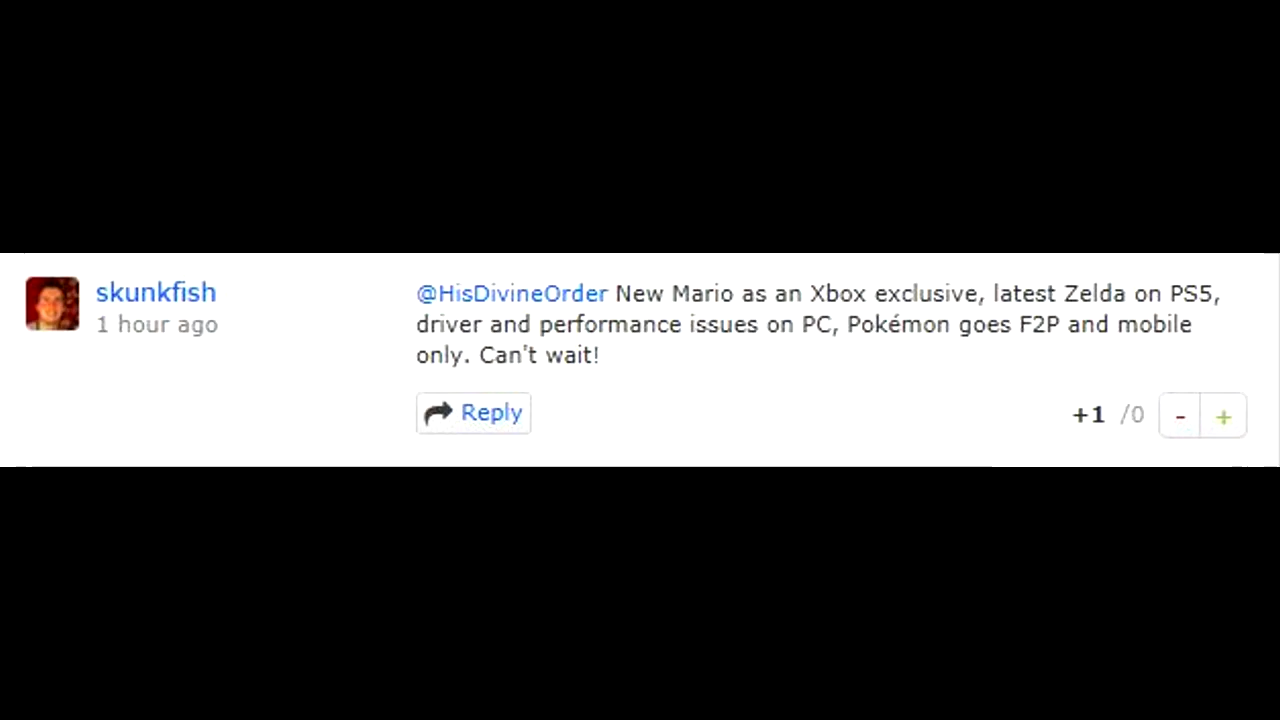 skunkfish
1 hour ago
@HisDivineOrder New Mario as an Xbox exclusive, latest Zelda on PS5,
driver and performance issues on PC, Pokémon goes F2P and mobile
only. Can't wait!
Reply
+1 /0 - +